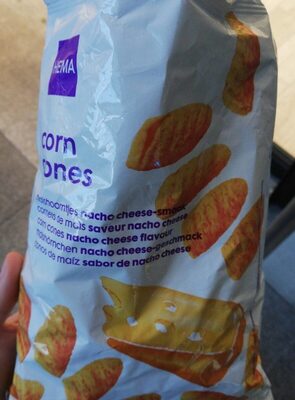 HEMA
corn
cones
maïshoorntjes nacho cheese-smaak
cornets de maïs saveur nacho cheese
corn cones nacho cheese flavour
maishörnchen nacho cheese-geschmack
conos de maíz sabor de nacho cheese